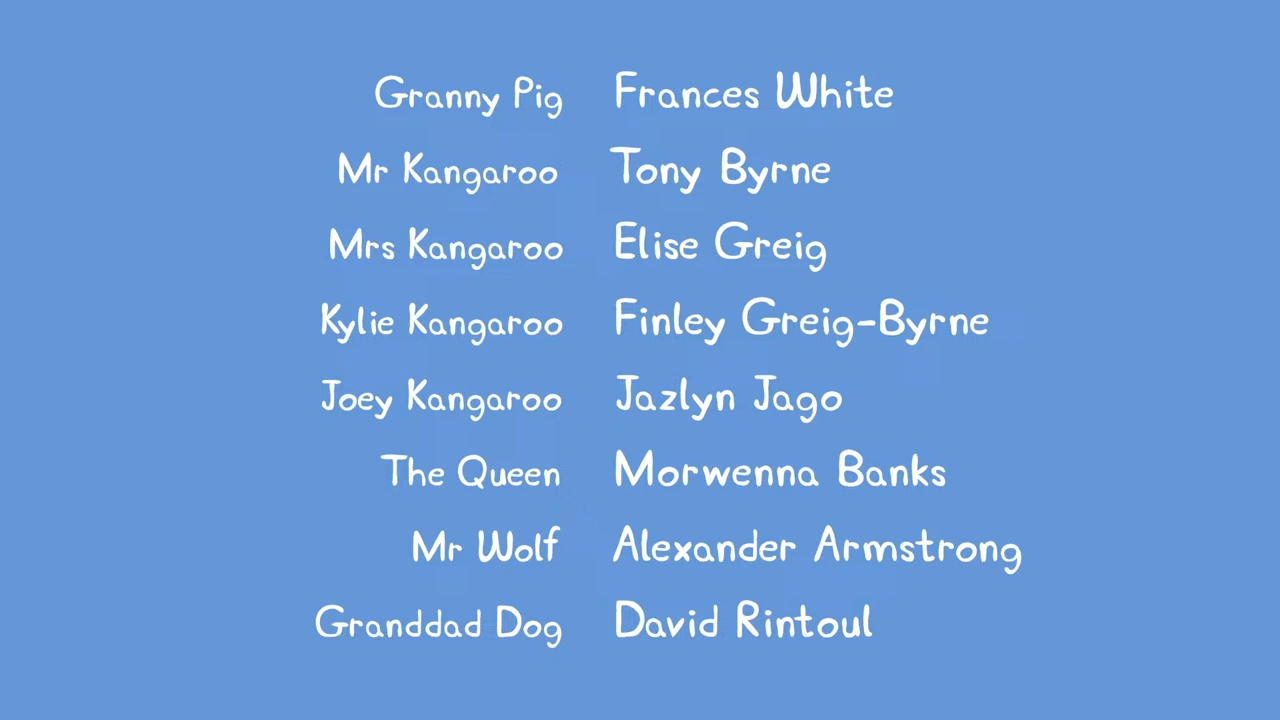 Granny Pig Frances White
Mr Kangaroo Tony Byrne
Mrs Kangaroo Elise Greig
Kylie Kangaroo Finley Greig-Byrne
Joey Kangaroo Jazlyn Jago
The Queen Morwenna Banks
Mr Wolf Alexander Armstrong
Granddad Dog David Rintoul